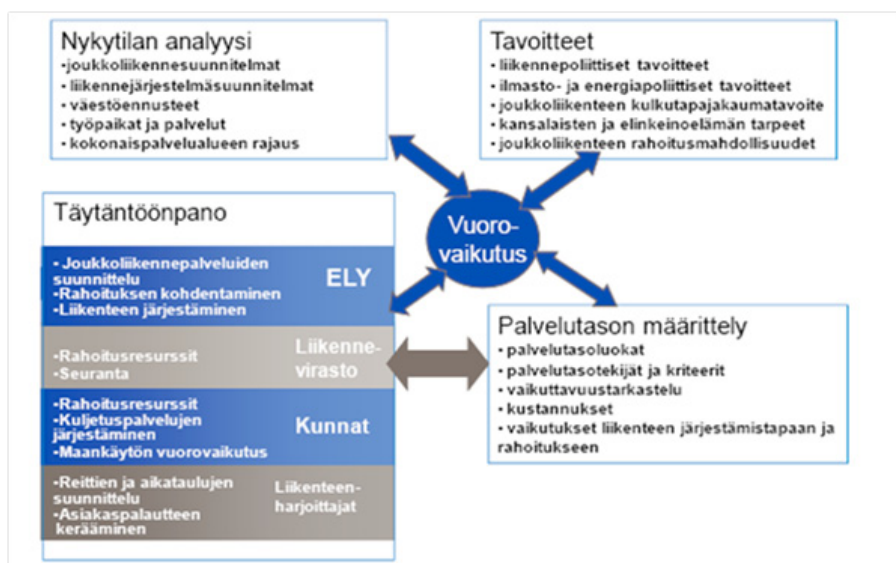 Nykytilan analyysi
•joukkoliikennesuunnitelmat
•liikennejärjestelmäsuunnitelmat
•väestöennusteet
•työpaikat ja palvelut
•kokonaispalvelualueen rajaus
Tavoitteet
•liikennepoliittiset tavoitteet
•ilmasto- ja energiapoliittiset tavoitteet
•joukkoliikenteen kulkutapajakaumatavoite
•kansalaisten ja elinkeinoelämän tarpeet
•joukkoliikenteen rahoitusmahdollisuudet
Vuoro-
vaikutus
Täytäntöönpano
- Joukkoliikennepalveluiden
suunnittelu
-Rahoituksen kohdentaminen
-Liikenteen järjestäminen
ELY
-Rahoitusresurssit
- Seuranta
Liikenne-
virasto
-Rahoitusresurssit
-Kuljetuspalvelujen
järjestäminen
-Maankäytön vuorovaikutus
Kunnat
-Reittien ja aikataulujen
suunnittelu
-Asiakaspalautteen
kerääminen
Liikenteen-
harjoittajat
Palvelutason määrittely
• palvelutasoluokat
• palvelutasotekijät ja kriteerit
• vaikuttavuustarkastelu
• kustannukset
• vaikutukset liikenteen järjestämistapaan ja
rahoitukseen